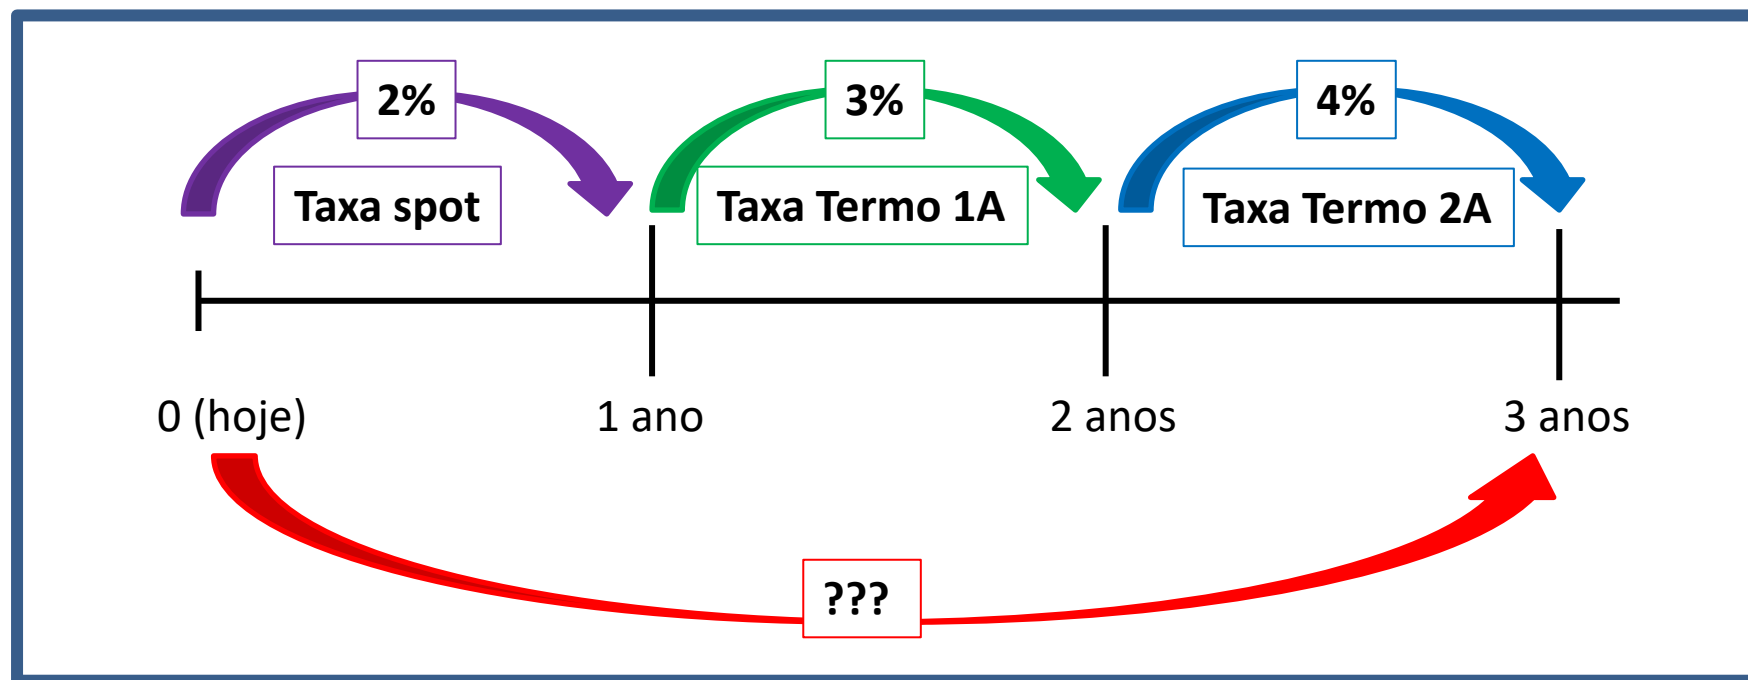 2%
3%
4%
Taxa spot
Taxa Termo 1A
Taxa Termo 2A
0 (hoje)
1 ano
2 anos
3 anos
???